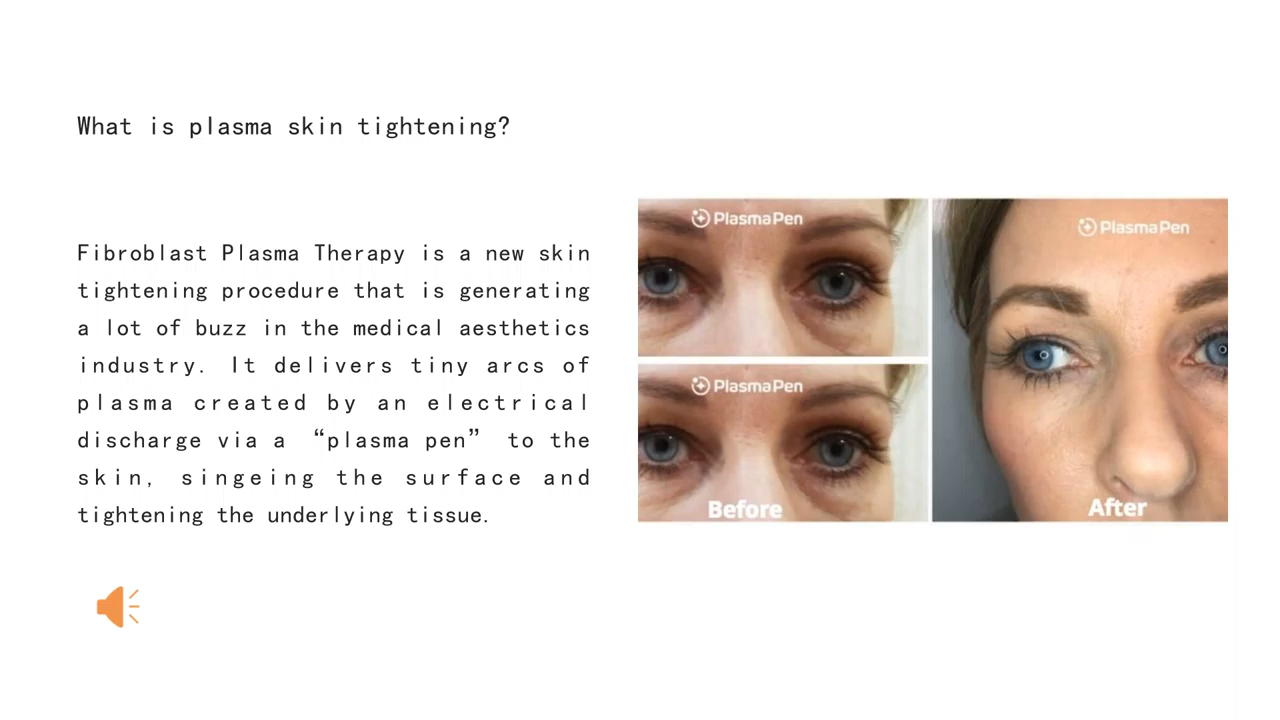 What is plasma skin tightening?
Fibroblast Plasma Therapy is a new skin
tightening procedure that is generating
a lot of buzz in the medical aesthetics
industry. It delivers tiny arcs of
plasma created by an electrical
discharge via a “plasma pen” to the
skin, singeing the surface and
tightening the underlying tissue.
PlasmaPen
PlasmaPen
Before
PlasmaPen
After